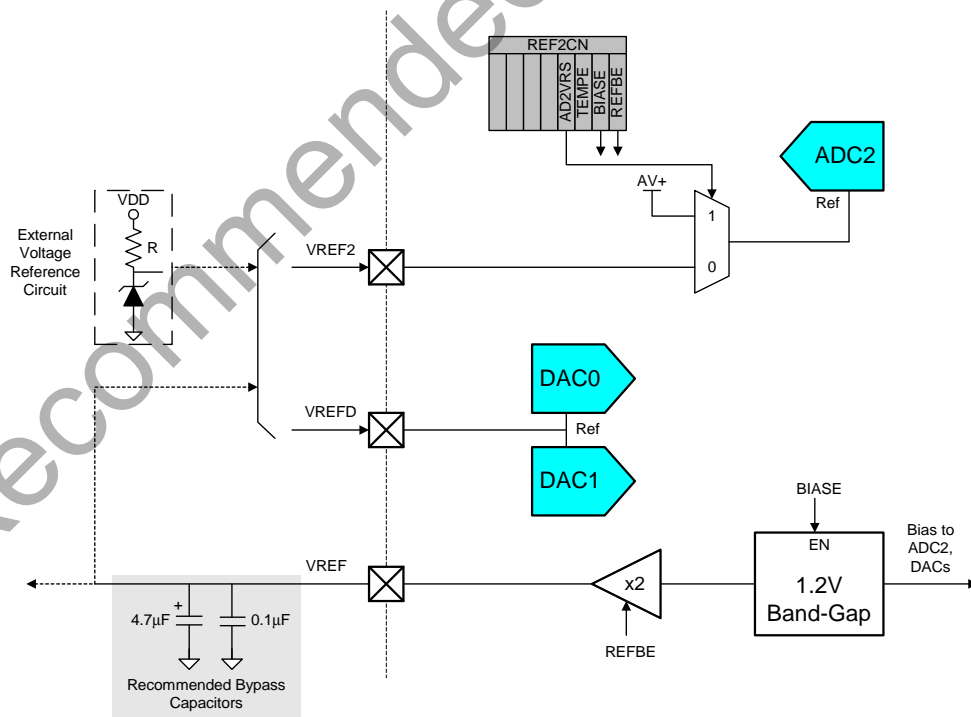 REF2CN
AD2VRS
TEMPE
BIASE
REFBE
ADC2
Ref
AV+
1
0
VDD
R
External
Voltage
Reference
Circuit
VREF2
DAC0
VREFD
Ref
DAC1
BIASE
EN
1.2V
Band-Gap
Bias to
ADC2,
DACs
VREF
x2
REFBE
+
4.7µF
0.1µF
Recommended Bypass
Capacitors
Recommended